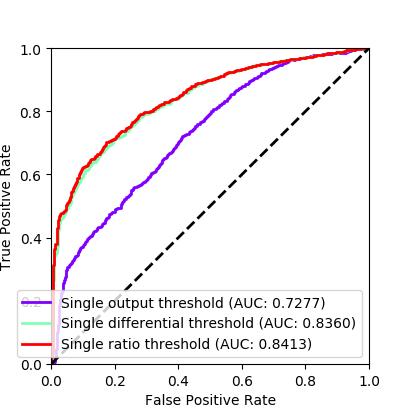 1.0
0.8
0.6
0.4
0.2
0.0
True Positive Rate
Single output threshold (AUC: 0.7277)
Single differential threshold (AUC: 0.8360)
Single ratio threshold (AUC: 0.8413)
0.0 0.2 0.4 0.6 0.8 1.0
False Positive Rate